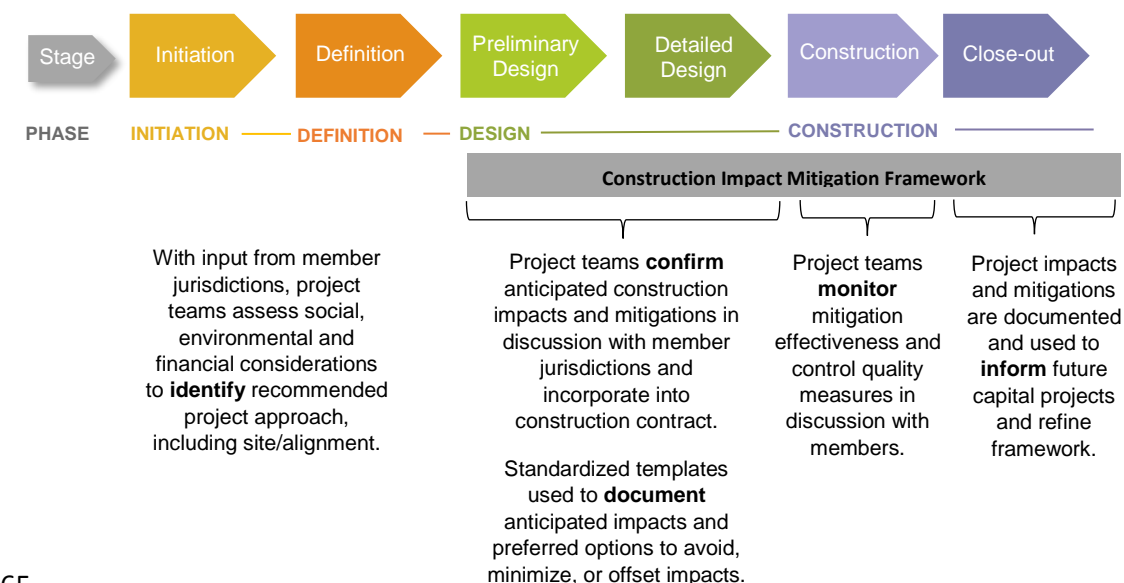 Stage
Initiation
Definition
Preliminary
Design
Detailed
Design
Construction
Close-out
PHASE
INITIATION
DEFINITION
DESIGN
CONSTRUCTION
Construction Impact Mitigation Framework
With input from member
jurisdictions, project
teams assess social,
environmental and
financial considerations
to identify recommended
project approach,
including site/alignment.
Project teams confirm
anticipated construction
impacts and mitigations in
discussion with member
jurisdictions and
incorporate into
construction contract.
Standardized templates
used to document
anticipated impacts and
preferred options to avoid,
minimize, or offset impacts.
Project teams
monitor
mitigation
effectiveness and
control quality
measures in
discussion with
members.
Project impacts
and mitigations
are documented
and used to
inform future
capital projects
and refine
framework.